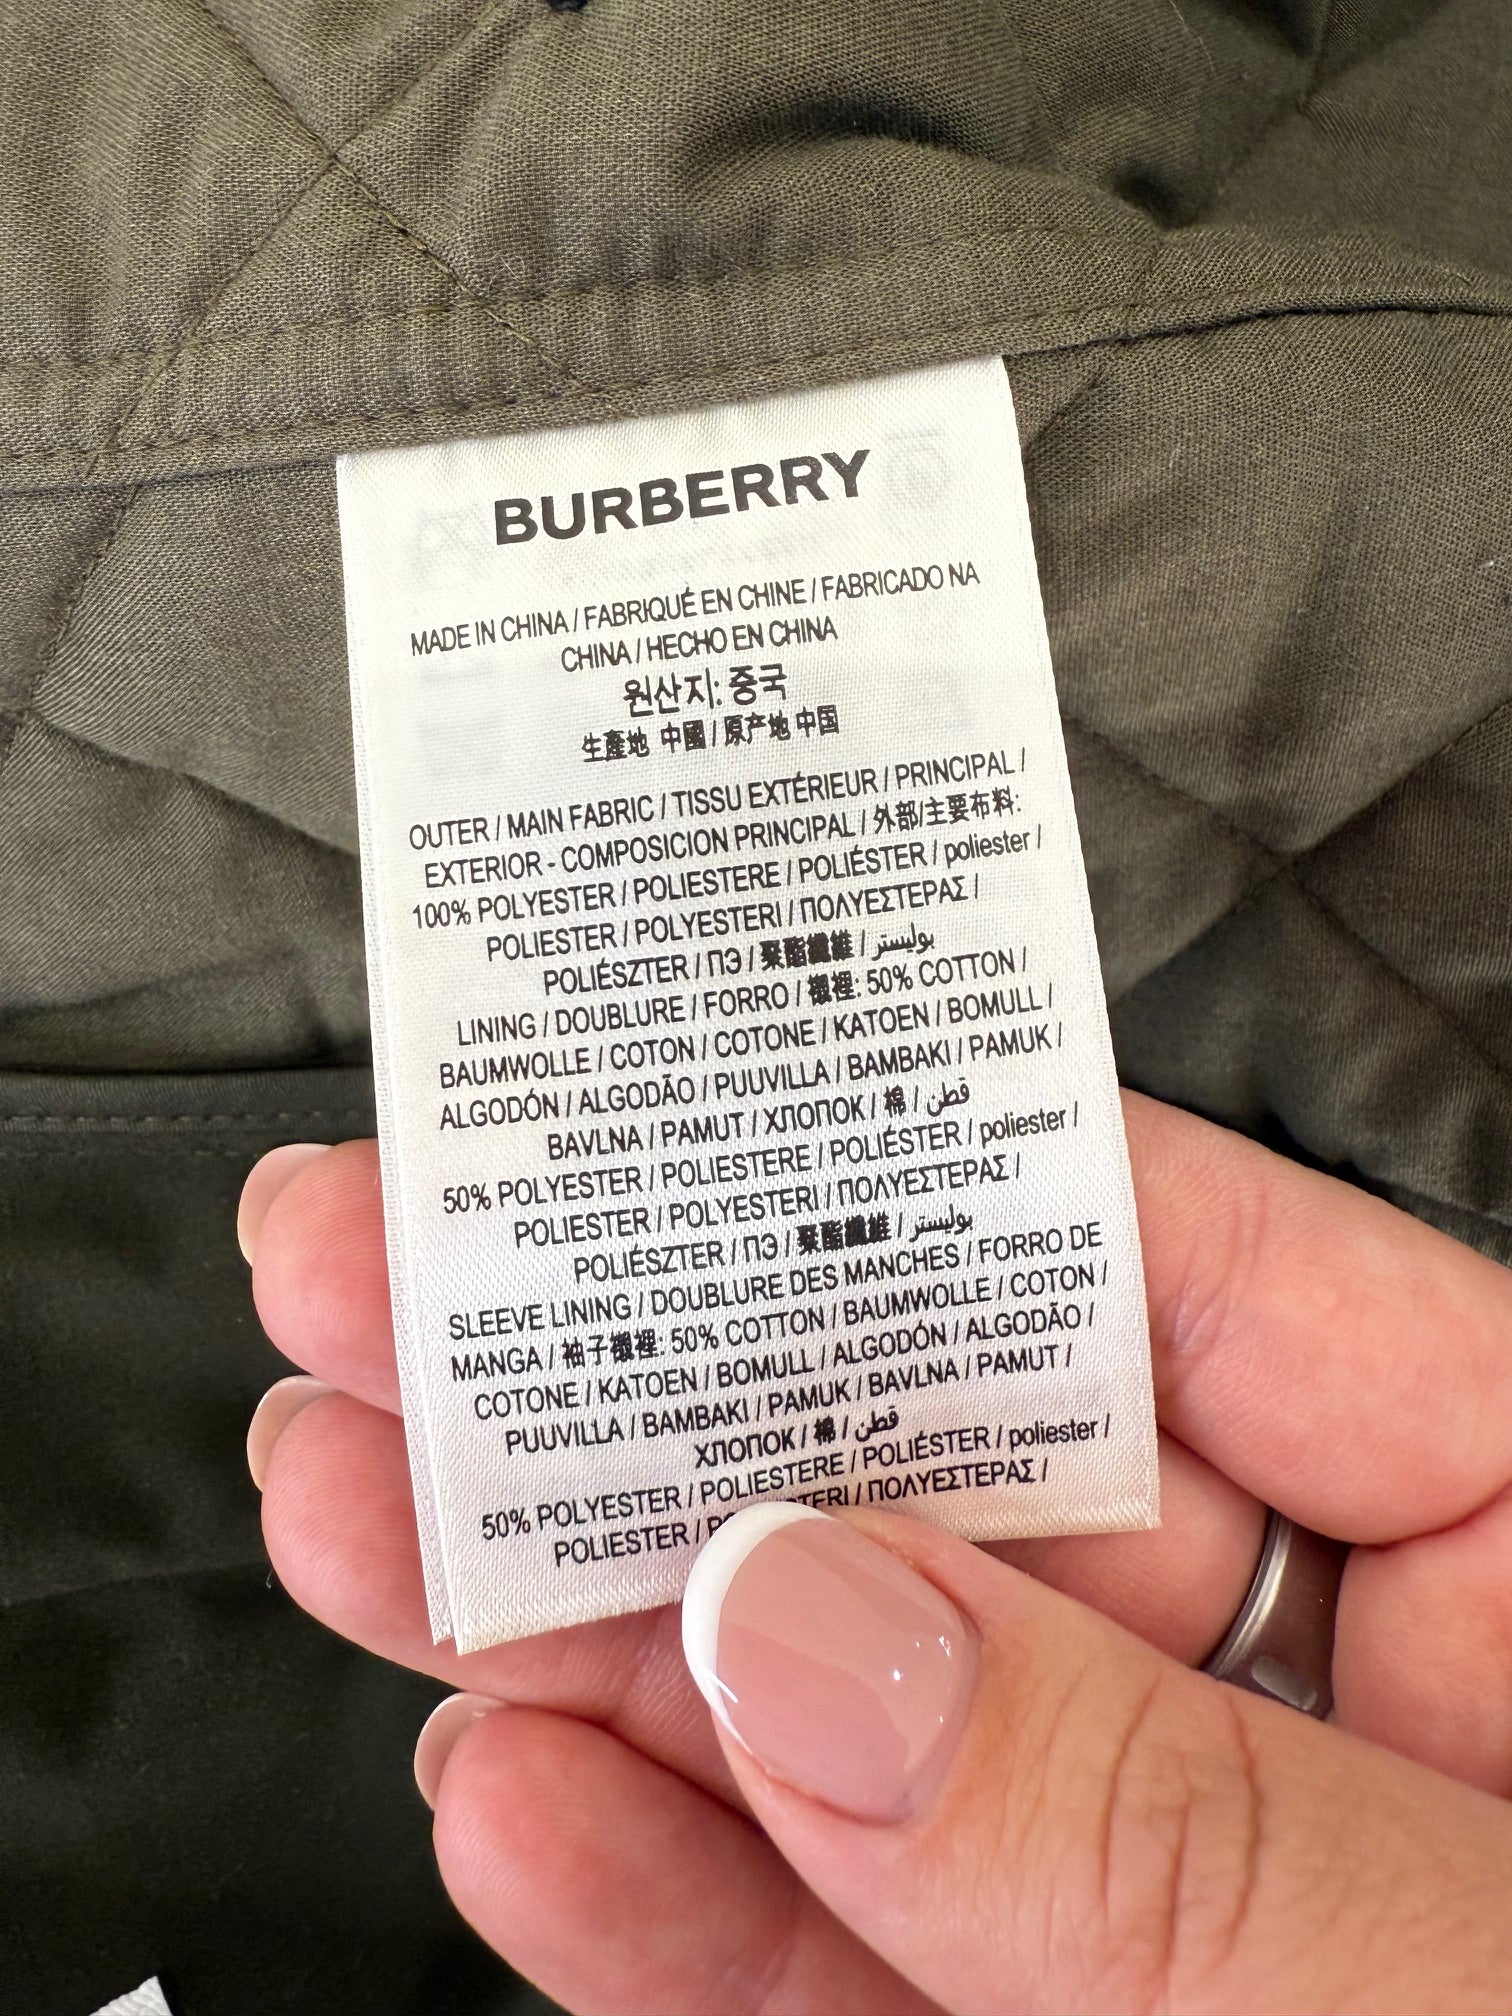 BURBERRY
MADE IN CHINA / FABRIQUÉ EN CHINE / FABRICADO NA
CHINA / HECHO EN CHINA
원산지: 중국
生產地 中國 / 原产地 中国
OUTER / MAIN FABRIC / TISSU EXTÉRIEUR / PRINCIPAL /
EXTERIOR - COMPOSICION PRINCIPAL / 外部/主要布料:
100% POLYESTER / POLIESTERE / POLIÉSTER / poliester /
POLIESTER / POLYESTERI / ΠΟΛΥΕΣΤΕΡΑΣ /
POLIÉSZTER / ПЭ / 聚酯纖維 / بوليستر
LINING / DOUBLURE / FORRO / 襯裡: 50% COTTON /
BAUMWOLLE / COTON / COTONE / KATOEN / BOMULL /
ALGODÓN / ALGODÃO / PUUVILLA / BAMBAKI / PAMUK /
BAVLNA / PAMUT / ХЛОПОК / 棉 / قطن
50% POLYESTER / POLIESTERE / POLIÉSTER / poliester /
POLIESTER / POLYESTERI / ΠΟΛΥΕΣΤΕΡΑΣ /
POLIÉSZTER / ПЭ / 聚酯纖維 / بوليستر
SLEEVE LINING / DOUBLURE DES MANCHES / FORRO DE
MANGA / 袖子襯裡: 50% COTTON / BAUMWOLLE / COTON /
COTONE / KATOEN / BOMULL / ALGODÓN / ALGODÃO /
PUUVILLA / BAMBAKI / PAMUK / BAVLNA / PAMUT /
ХЛОПОК / 棉 / قطن
50% POLYESTER / POLIESTERE / POLIÉSTER / poliester /
POLIESTER / ΠΟΛΥΕΣΤΕΡΑΣ /